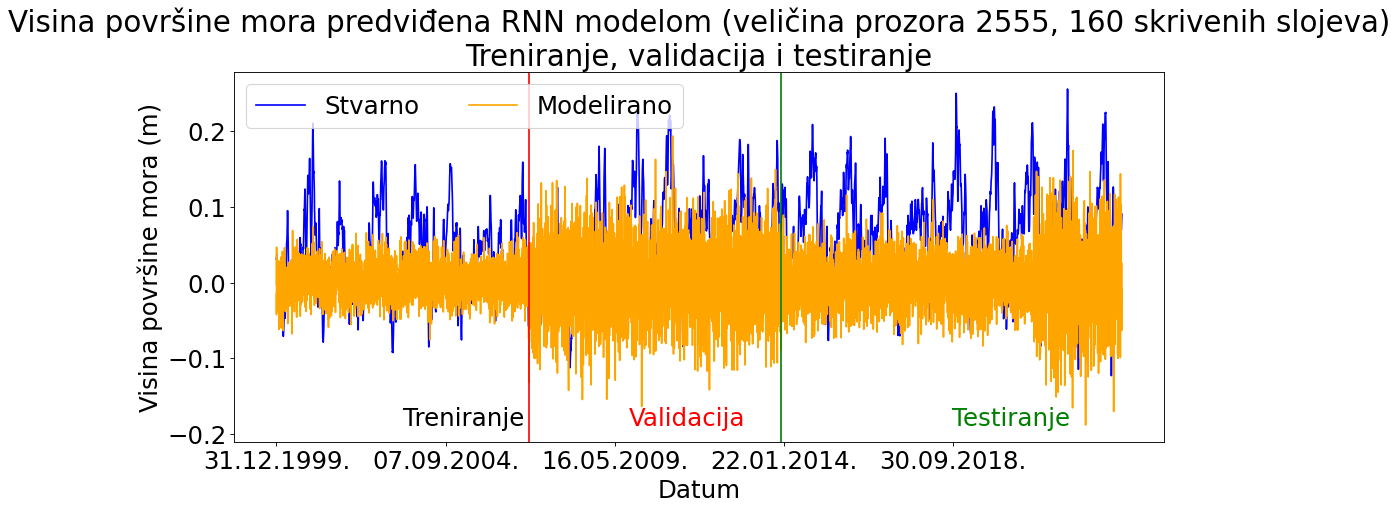 Visina površine mora predviđena RNN modelom (veličina prozora 2555, 160 skrivenih slojeva)
Treniranje, validacija i testiranje
Stvarno
Modelirano
Visina površine mora (m)
0.2
0.1
0.0
−0.1
−0.2
Treniranje
Validacija
Testiranje
31.12.1999.
07.09.2004.
16.05.2009.
22.01.2014.
30.09.2018.
Datum